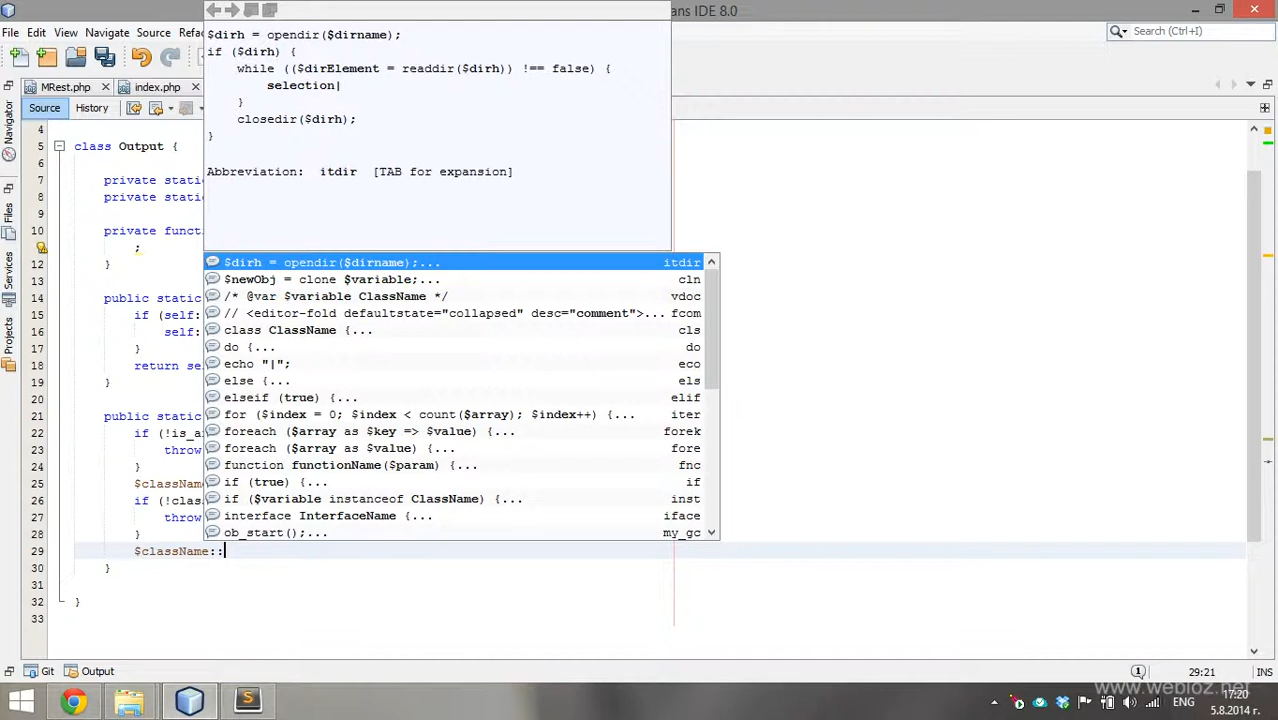 $dirh = opendir($dirname);
ans IDE 8.0
if ($dirh) {
while (($dirElement = readdir($dirh)) !== false) {
selection|
}
closedir($dirh);
}
Abbreviation: itdir [TAB for expansion]
File Edit View Navigate Source Refac
Search (Ctrl+I)
MRest.php
index.php
Source History
Navigator
Files
Services
Projects
4
5 class Output {
6
7 private stati
8 private stati
9
10 private funct
;
12 }
13
14 public static
15 if (self:
16 self:
17 }
18 return sel
19 }
20
21 public static
22 if (!is_a
23 throw
24 }
25 $classNam
26 if (!clas
27 throw
28 }
29 $className::
30 }
31
32 }
33
$dirh = opendir($dirname);... itdir
$newObj = clone $variable;... cln
/* @var $variable ClassName */ vdoc
// <editor-fold defaultstate="collapsed" desc="comment">... fcom
class ClassName {... cls
do {... do
echo "|"; eco
else {... els
elseif (true) {... elif
for ($index = 0; $index < count($array); $index++) {... iter
foreach ($array as $key => $value) {... forek
foreach ($array as $value) {... fore
function functionName($param) {... fnc
if (true) {... if
if ($variable instanceof ClassName) {... inst
interface InterfaceName {... iface
ob_start();... my_gc
Git Output
1 29:21 INS
www.webloz.net
ENG
17:20
5.8.2014 г.